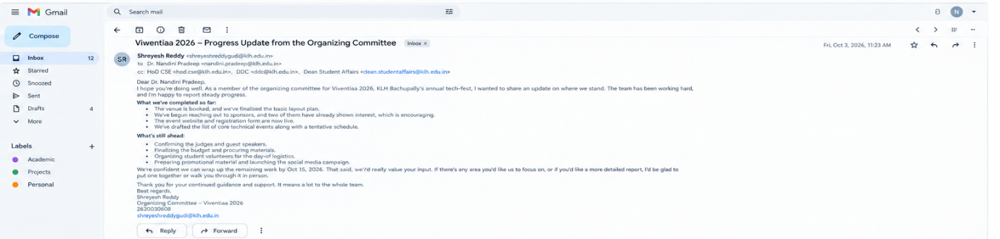 Gmail
Search mail
N
Compose
Inbox 12
Starred
Snoozed
Sent
Drafts 4
More
Labels +
Academic
Projects
Personal
Viwentiaa 2026 – Progress Update from the Organizing Committee
Inbox ×
Fri, Oct 3, 2026, 11:23 AM
SR
Shreyesh Reddy <shreyeshreddygudi@klh.edu.in>
to Dr. Nandini Pradeep <nandini.pradeep@klh.edu.in>
cc: HoD CSE <hod.cse@klh.edu.in>, DDC <ddc@klh.edu.in>, Dean Student Affairs <dean.studentaffairs@klh.edu.in>
Dear Dr. Nandini Pradeep,
I hope you're doing well. As a member of the organizing committee for Viventiaa 2026, KLH Bachupally's annual tech-fest, I wanted to share an update on where we stand. The team has been working hard,
and I'm happy to report steady progress.
What we've completed so far:
• The venue is booked, and we've finalized the basic layout plan.
• We've begun reaching out to sponsors, and two of them have already shown interest, which is encouraging.
• The event website and registration form are now live.
• We've drafted the list of core technical events along with a tentative schedule.
What's still ahead:
• Confirming the judges and guest speakers.
• Finalizing the budget and procuring materials.
• Organizing student volunteers for the day-of logistics.
• Preparing promotional material and launching the social media campaign.
We're confident we can wrap up the remaining work by Oct 15, 2026. That said, we'd really value your input. If there's any area you'd like us to focus on, or if you'd like a more detailed report, I'd be glad to
put one together or walk you through it in person.
Thank you for your continued guidance and support. It means a lot to the whole team.
Best regards,
Shreyesh Reddy
Organizing Committee – Viventiaa 2026
2620030608
shreyeshreddygudi@klh.edu.in
Reply
Forward